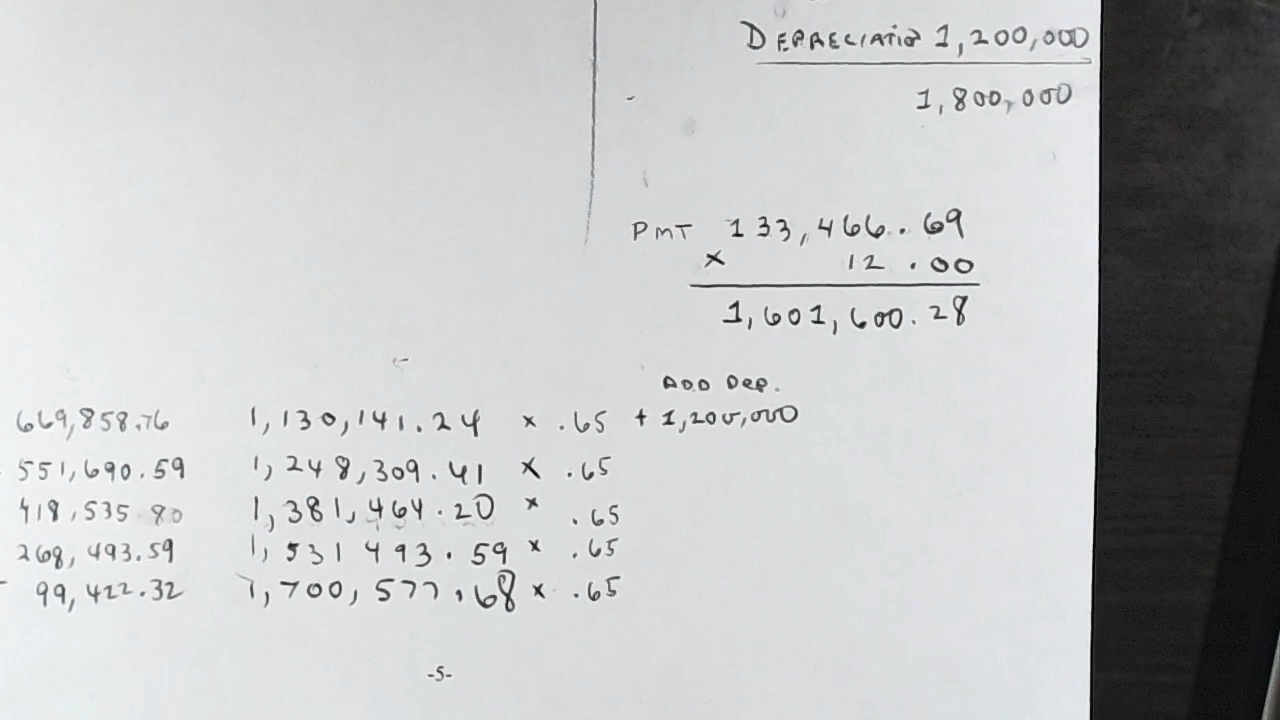 DEPRECIATION 1,200,000
1,800,000
PMT 133,466.69
x 12.00
1,601,600.28
ADD DEP.
669,858.76 1,130,141.24 x .65 + 1,200,000
551,690.59 1,248,309.41 x .65
418,535.80 1,381,464.20 x .65
268,493.59 1,531 493.59 x .65
99,422.32 1,700,577.68 x .65
-5-